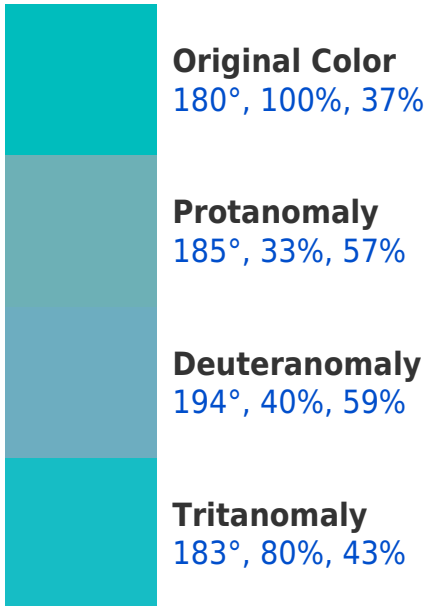 Original Color
180°, 100%, 37%
Protanomaly
185°, 33%, 57%
Deuteranomaly
194°, 40%, 59%
Tritanomaly
183°, 80%, 43%